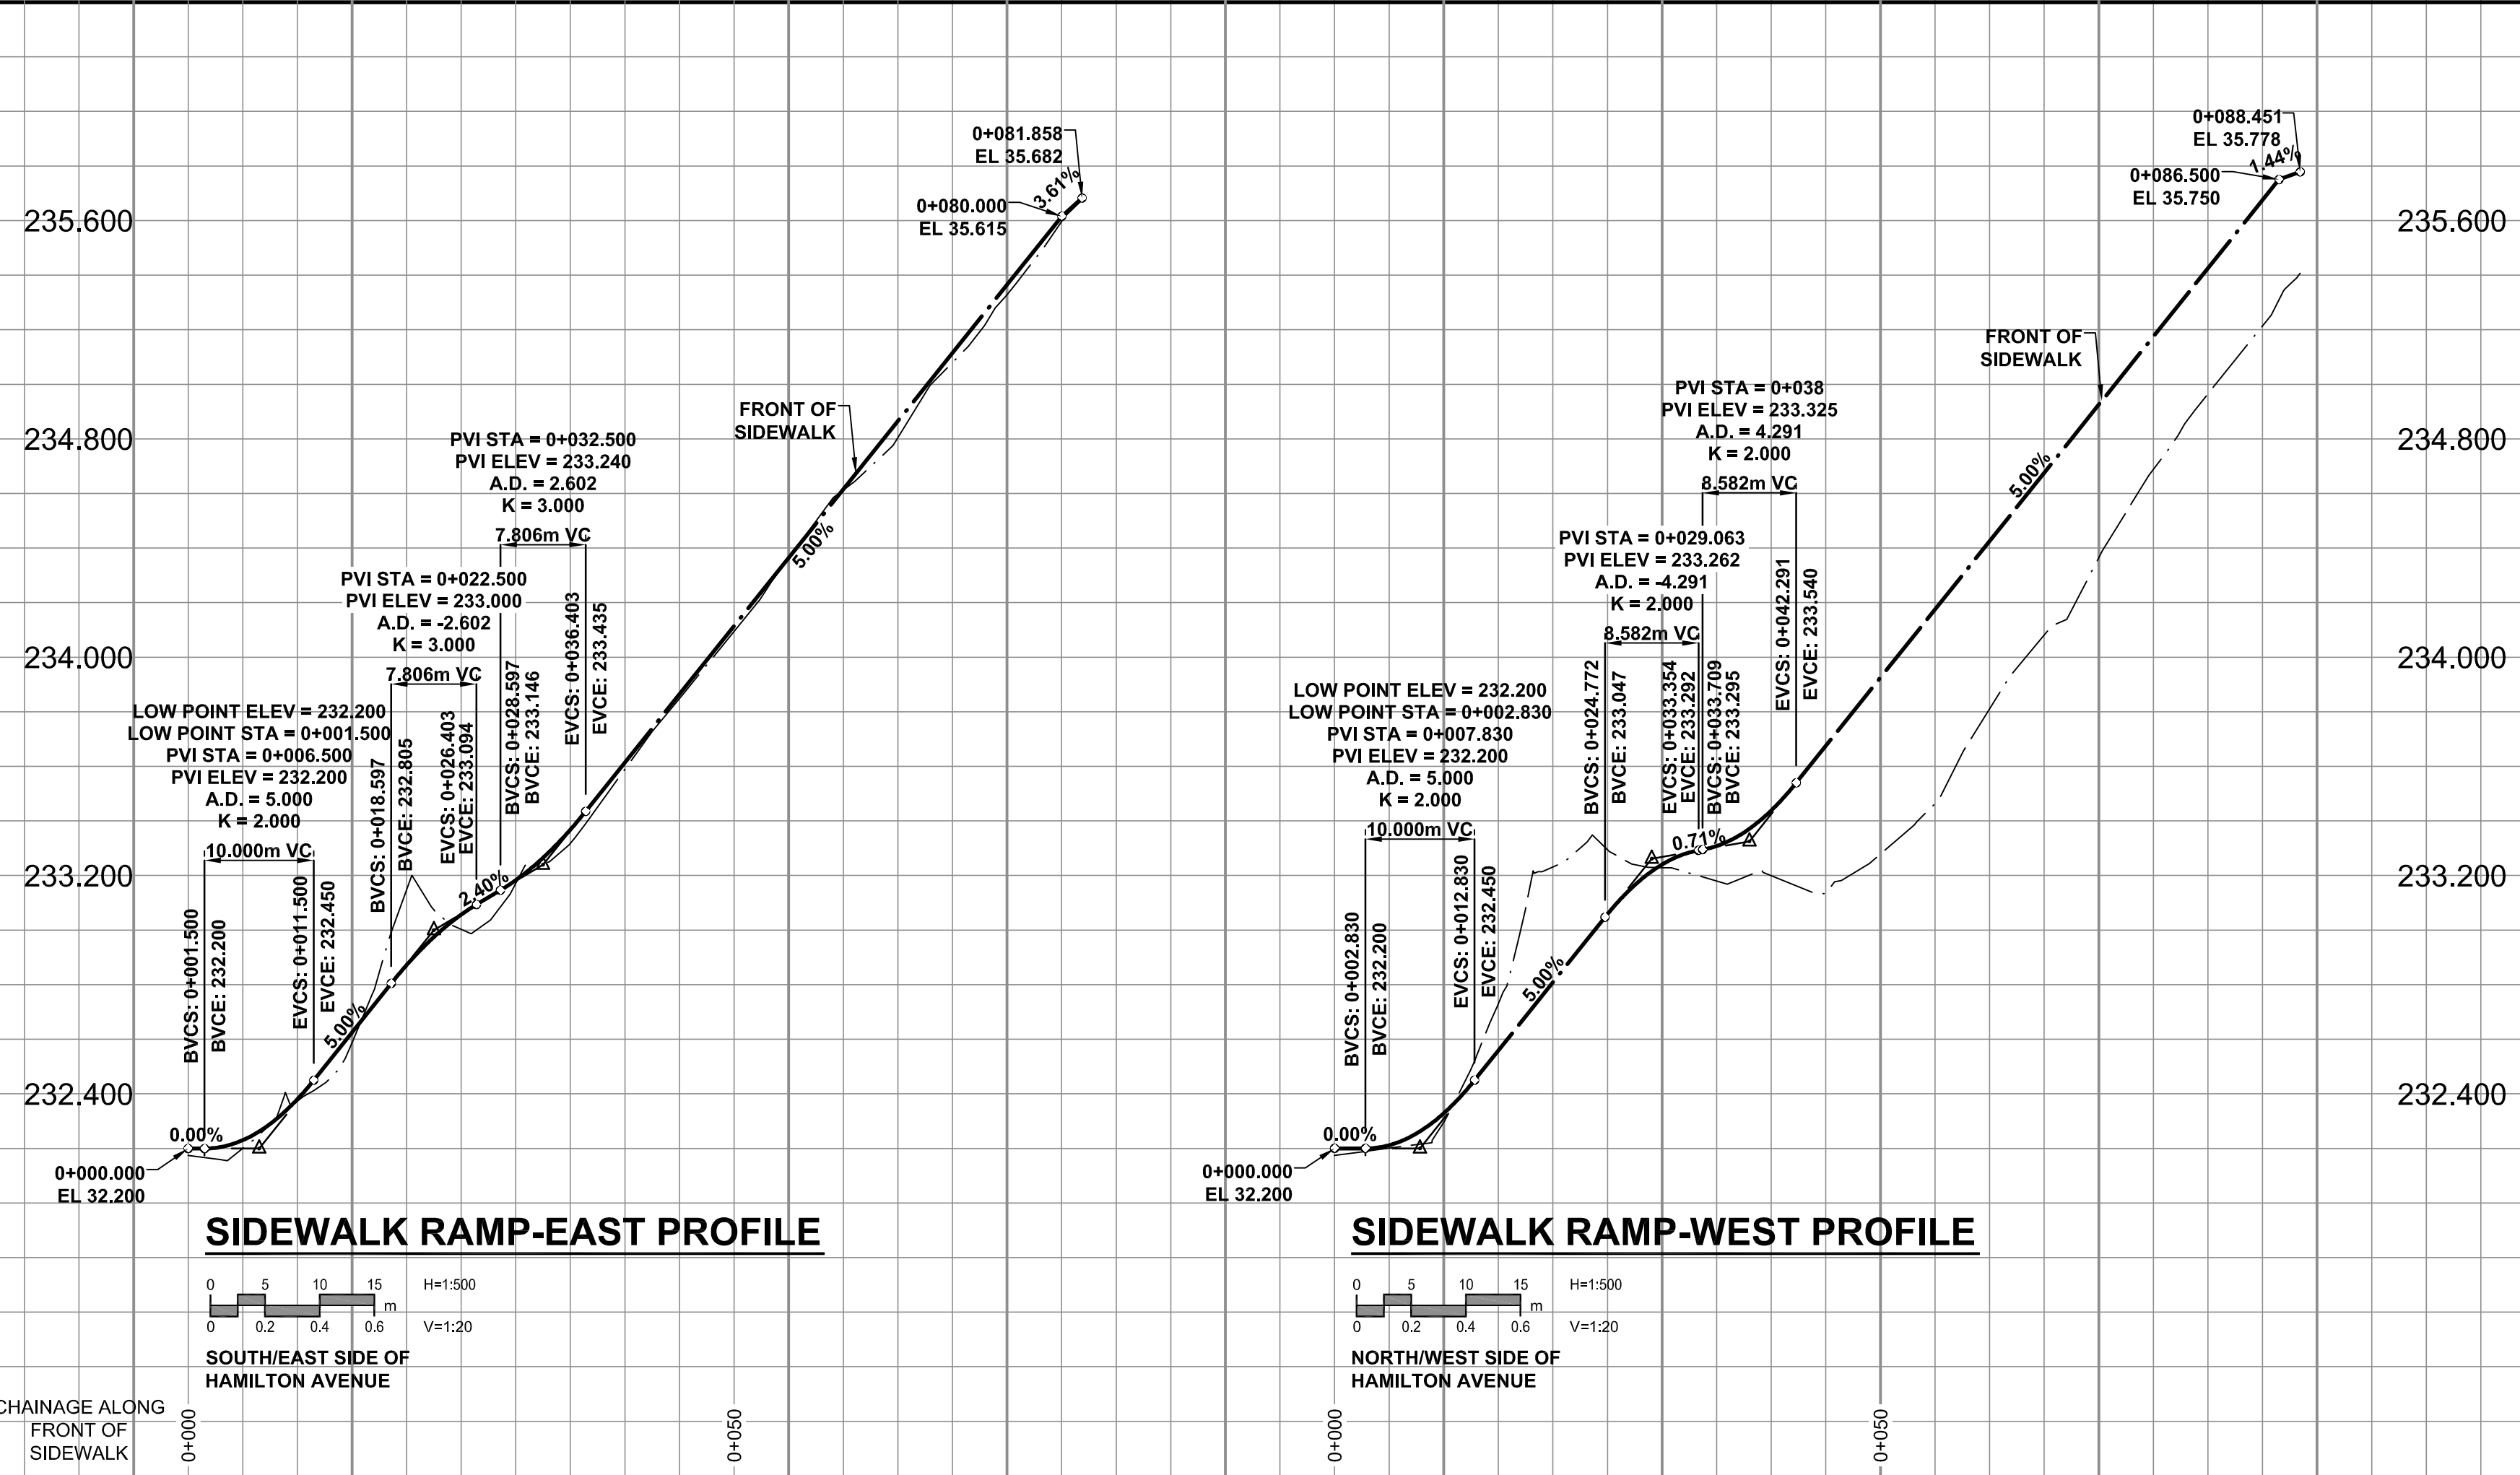 235.600
234.800
234.000
233.200
232.400
0+081.858
EL 35.682
3.61%
0+080.000
EL 35.615
FRONT OF
SIDEWALK
5.00%
PVI STA = 0+032.500
PVI ELEV = 233.240
A.D. = 2.602
K = 3.000
7.806m VC
PVI STA = 0+022.500
PVI ELEV = 233.000
A.D. = -2.602
K = 3.000
7.806m VC
LOW POINT ELEV = 232.200
LOW POINT STA = 0+001.500
PVI STA = 0+006.500
PVI ELEV = 232.200
A.D. = 5.000
K = 2.000
10.000m VC
BVCS: 0+001.500
BVCE: 232.200
EVCS: 0+011.500
EVCE: 232.450
BVCS: 0+018.597
BVCE: 232.805
EVCS: 0+026.403
EVCE: 233.094
BVCS: 0+028.597
BVCE: 233.146
EVCS: 0+036.403
EVCE: 233.435
0.00%
5.00%
2.40%
0+000.000
EL 32.200
SIDEWALK RAMP-EAST PROFILE
0 5 10 15 H=1:500
m
0 0.2 0.4 0.6 V=1:20
SOUTH/EAST SIDE OF
HAMILTON AVENUE
CHAINAGE ALONG
FRONT OF
SIDEWALK
0+000
0+050
0+088.451
EL 35.778
1.44%
0+086.500
EL 35.750
FRONT OF
SIDEWALK
5.00%
PVI STA = 0+038
PVI ELEV = 233.325
A.D. = 4.291
K = 2.000
8.582m VC
PVI STA = 0+029.063
PVI ELEV = 233.262
A.D. = -4.291
K = 2.000
8.582m VC
LOW POINT ELEV = 232.200
LOW POINT STA = 0+002.830
PVI STA = 0+007.830
PVI ELEV = 232.200
A.D. = 5.000
K = 2.000
10.000m VC
BVCS: 0+002.830
BVCE: 232.200
EVCS: 0+012.830
EVCE: 232.450
BVCS: 0+024.772
BVCE: 233.047
EVCS: 0+033.354
EVCE: 233.292
BVCS: 0+033.709
BVCE: 233.295
EVCS: 0+042.291
EVCE: 233.540
0.00%
5.00%
0.71%
0+000.000
EL 32.200
SIDEWALK RAMP-WEST PROFILE
0 5 10 15 H=1:500
m
0 0.2 0.4 0.6 V=1:20
NORTH/WEST SIDE OF
HAMILTON AVENUE
0+000
0+050
235.600
234.800
234.000
233.200
232.400